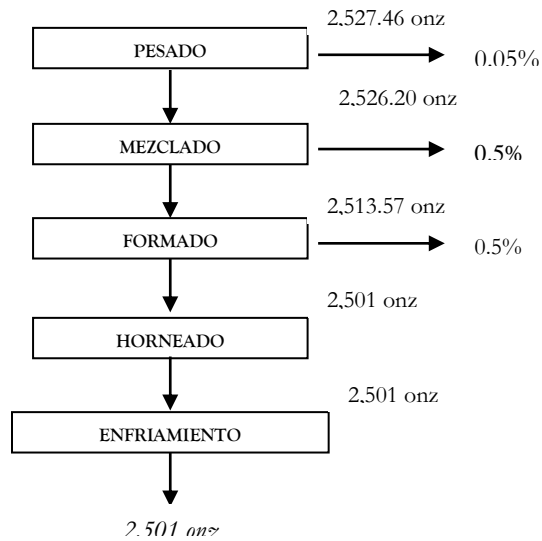 2,527.46 onz
PESADO
0.05%
2,526.20 onz
MEZCLADO
0.5%
2,513.57 onz
FORMADO
0.5%
2,501 onz
HORNEADO
2,501 onz
ENFRIAMIENTO
2,501 onz